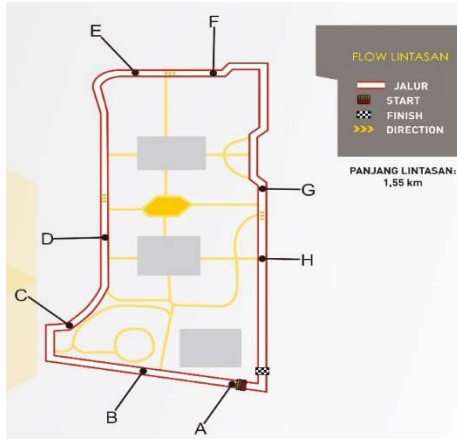 E
F
FLOW LINTASAN
JALUR
START
FINISH
>>> DIRECTION
PANJANG LINTASAN:
1,55 km
G
D
H
C
B
A